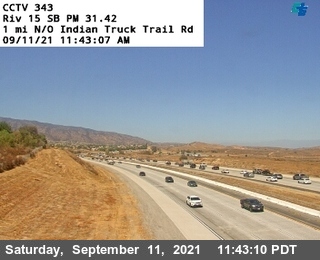 CCTV 343
Riv 15 SB PM 31.42
1 mi N/O Indian Truck Trail Rd
09/11/21 11:43:07 AM
Saturday, September 11, 2021 11:43:10 PDT